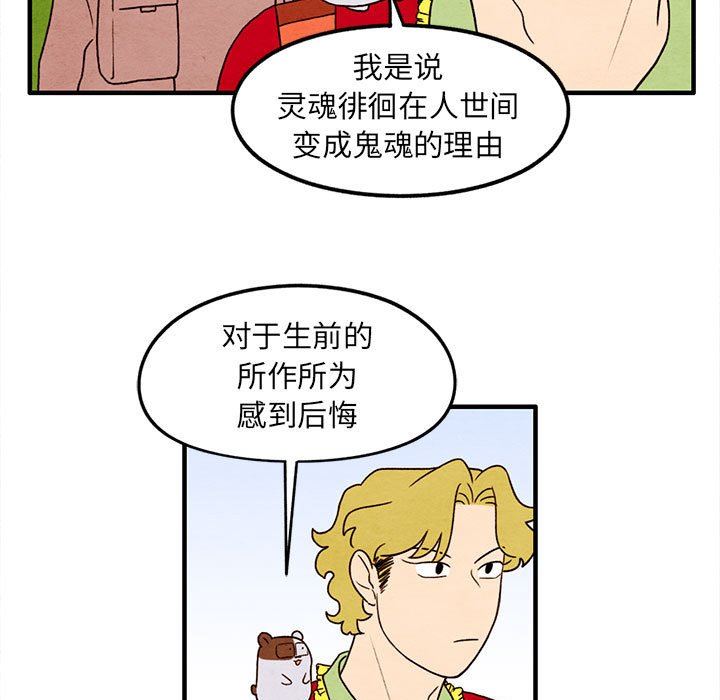 我是说
灵魂徘徊在人世间
变成鬼魂的理由
对于生前的
所作所为
感到后悔